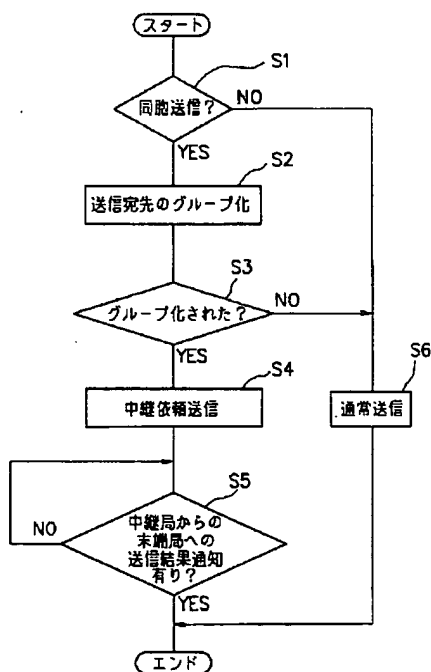 スタート
S1
同胞送信?
NO
YES
S2
送信宛先のグループ化
S3
グループ化された?
NO
YES
S4
中継依頼送信
S6
通常送信
S5
中継局からの
末端局への
送信結果通知
有り?
NO
YES
エンド